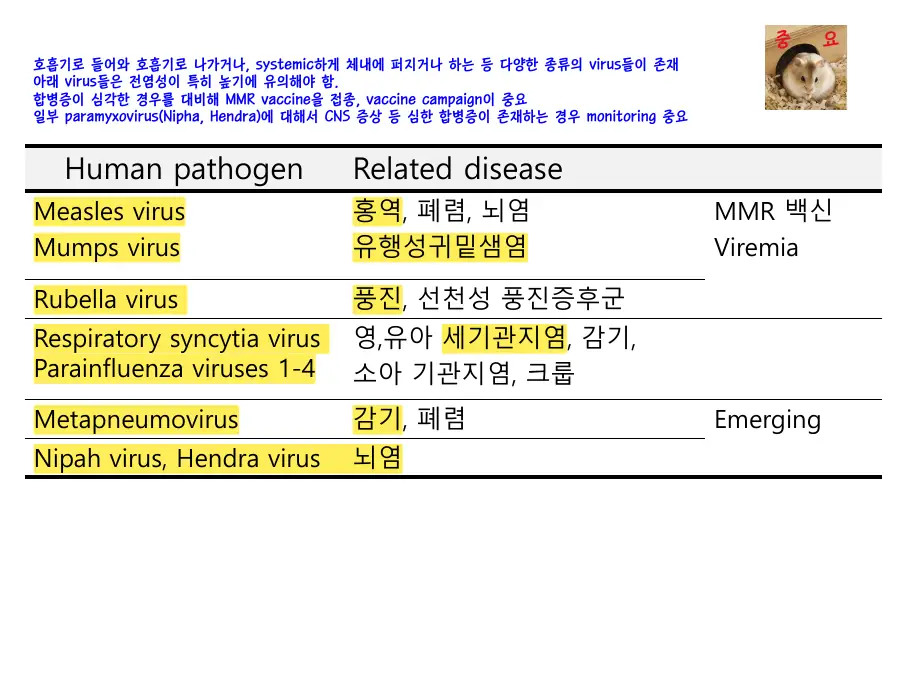 중 요
호흡기로 들어와 호흡기로 나가거나, systemic하게 체내에 퍼지거나 하는 등 다양한 종류의 virus들이 존재
아래 virus들은 전염성이 특히 높기에 유의해야 함.
합병증이 심각한 경우를 대비해 MMR vaccine을 접종, vaccine campaign이 중요
일부 paramyxovirus(Nipha, Hendra)에 대해서 CNS 증상 등 심한 합병증이 존재하는 경우 monitoring 중요
Human pathogen Related disease
Measles virus 홍역, 폐렴, 뇌염 MMR 백신
Mumps virus 유행성귀밑샘염 Viremia
Rubella virus 풍진, 선천성 풍진증후군
Respiratory syncytia virus 영,유아 세기관지염, 감기,
Parainfluenza viruses 1-4 소아 기관지염, 크룹
Metapneumovirus 감기, 폐렴 Emerging
Nipah virus, Hendra virus 뇌염